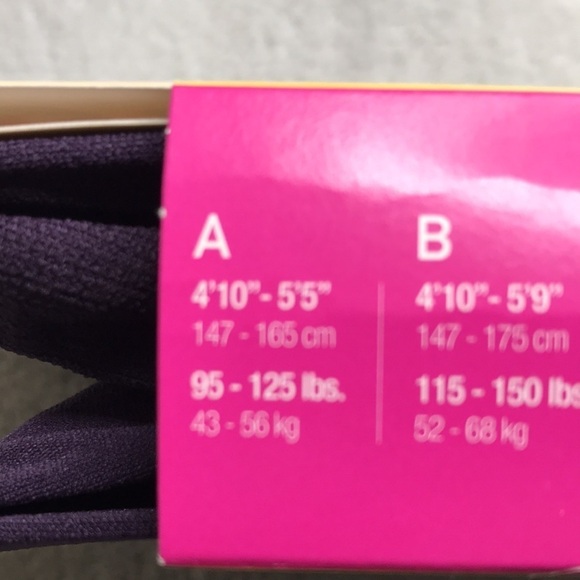 A
4'10"- 5'5"
147 - 165 cm
95 - 125 lbs.
43 - 56 kg
B
4'10"- 5'9"
147 - 175 cm
115 - 150 lbs
52 - 68 kg